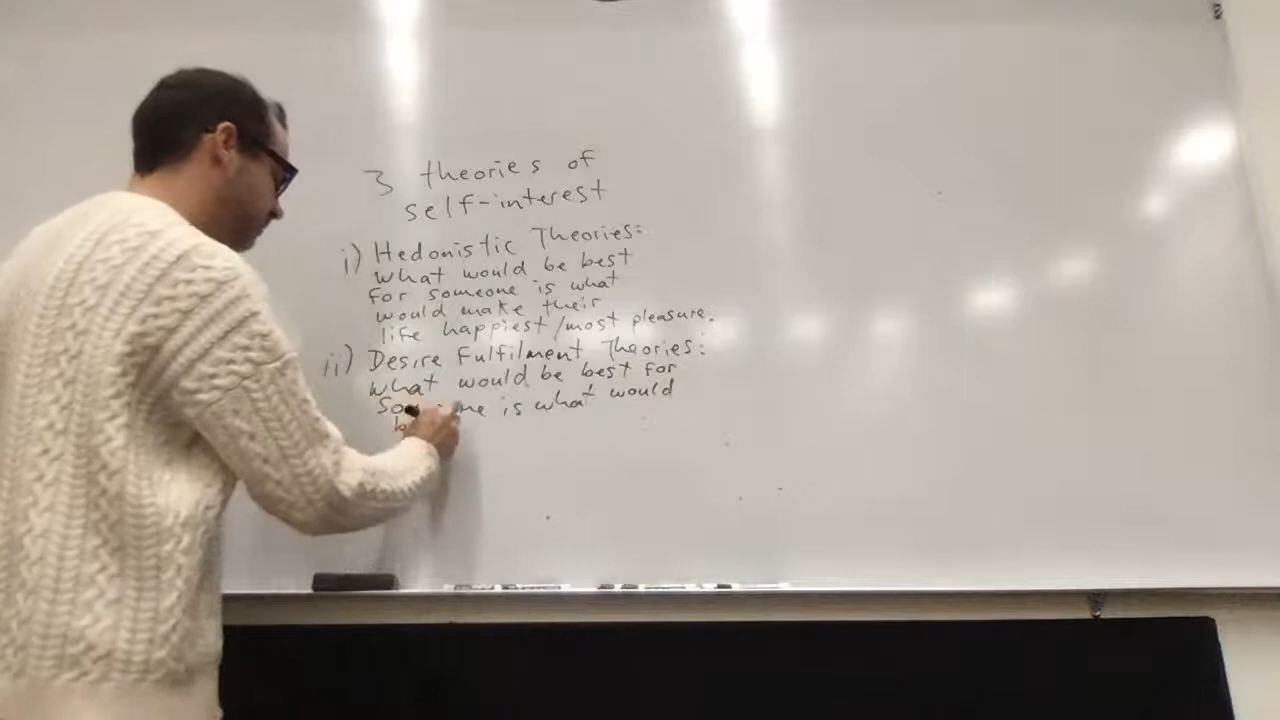 3 theories of
self-interest
i) Hedonistic Theories:
what would be best
for someone is what
would make their
life happiest/most pleasure.
ii) Desire Fulfilment Theories:
what would be best for
is what would